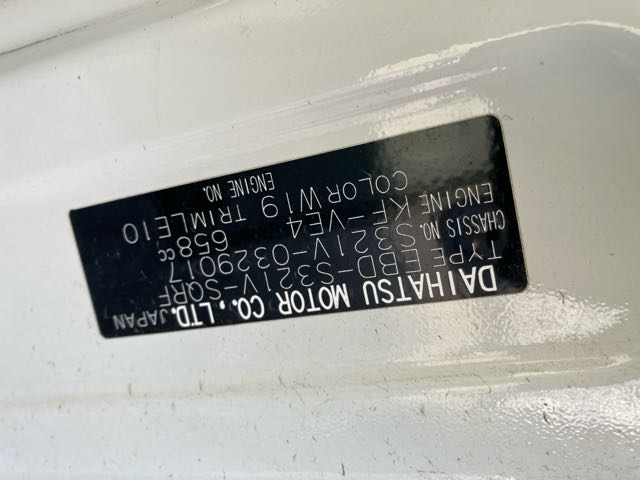 DAIHATSU MOTOR CO., LTD. JAPAN
TYPE EBD-S321V-SQRF
CHASSIS NO. S321V-0329017
ENGINE KF-VE4 658cc
COLOR W19 TRIM LE10
ENGINE NO.